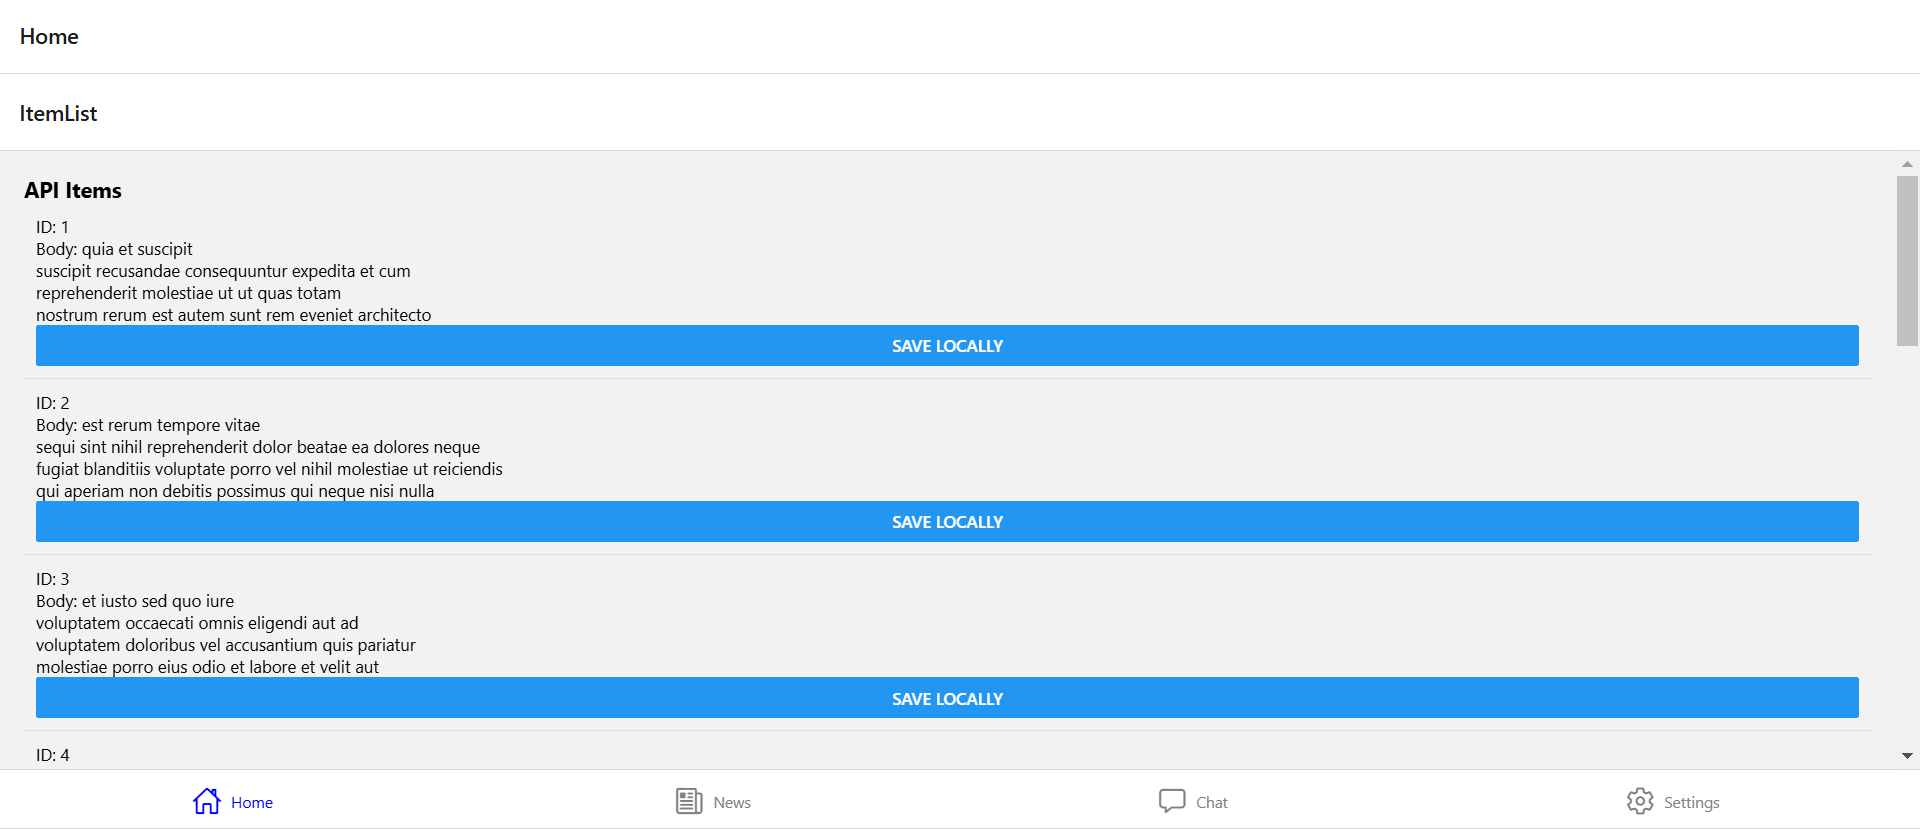 Home
ItemList
API Items
ID: 1
Body: quia et suscipit
suscipit recusandae consequuntur expedita et cum
reprehenderit molestiae ut ut quas totam
nostrum rerum est autem sunt rem eveniet architecto
SAVE LOCALLY
ID: 2
Body: est rerum tempore vitae
sequi sint nihil reprehenderit dolor beatae ea dolores neque
fugiat blanditiis voluptate porro vel nihil molestiae ut reiciendis
qui aperiam non debitis possimus qui neque nisi nulla
SAVE LOCALLY
ID: 3
Body: et iusto sed quo iure
voluptatem occaecati omnis eligendi aut ad
voluptatem doloribus vel accusantium quis pariatur
molestiae porro eius odio et labore et velit aut
SAVE LOCALLY
ID: 4
Home
News
Chat
Settings